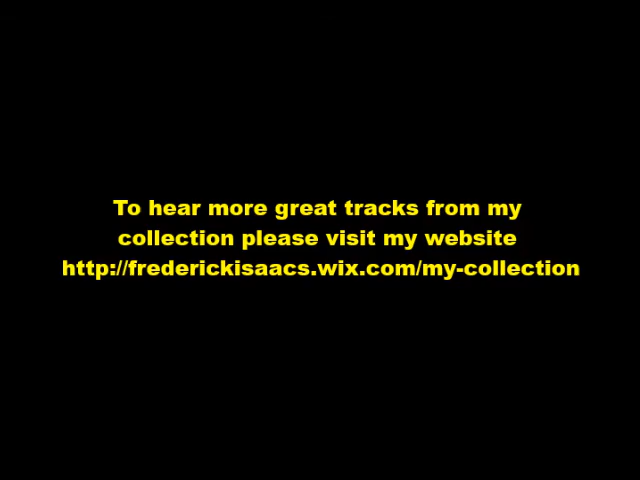 To hear more great tracks from my
collection please visit my website
http://frederickisaacs.wix.com/my-collection